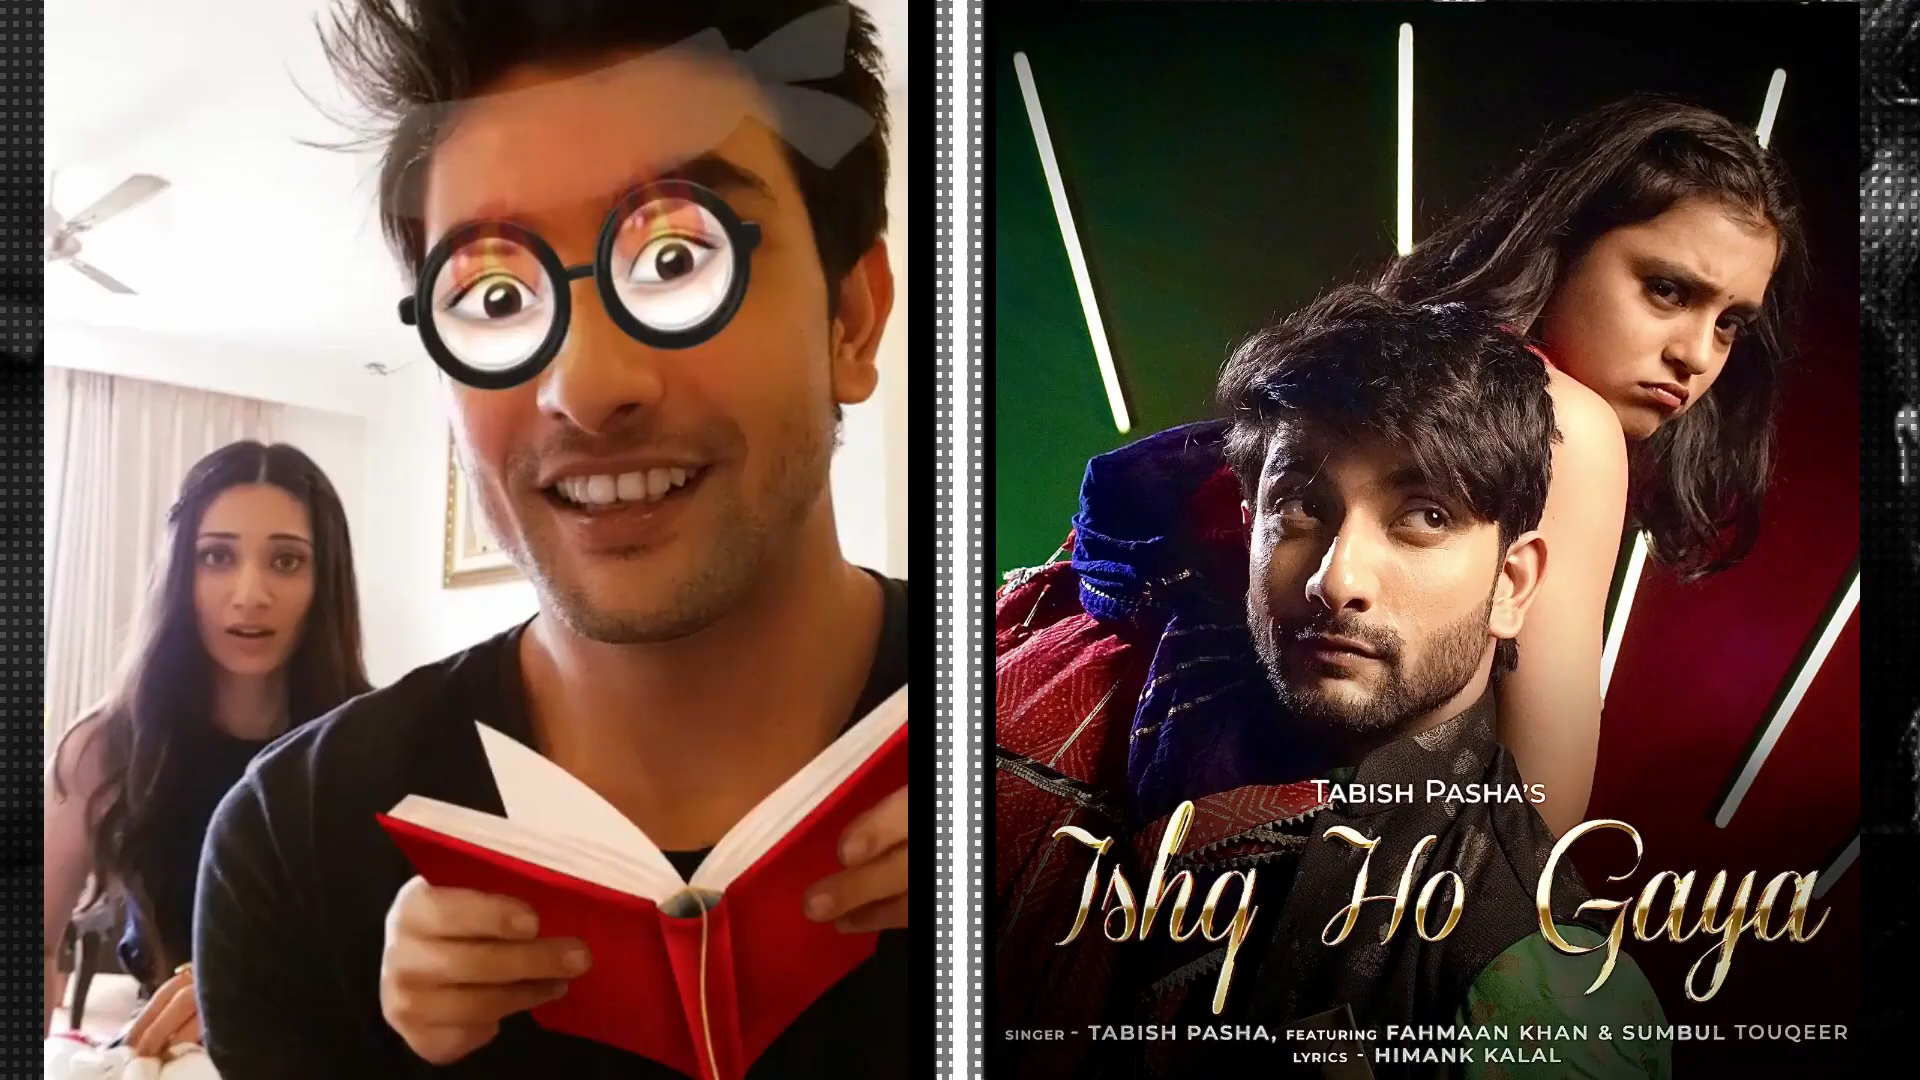 TABISH PASHA'S
Ishq Ho Gaya
SINGER - TABISH PASHA, FEATURING FAHMAAN KHAN & SUMBUL TOUQEER
LYRICS - HIMANK KALAL